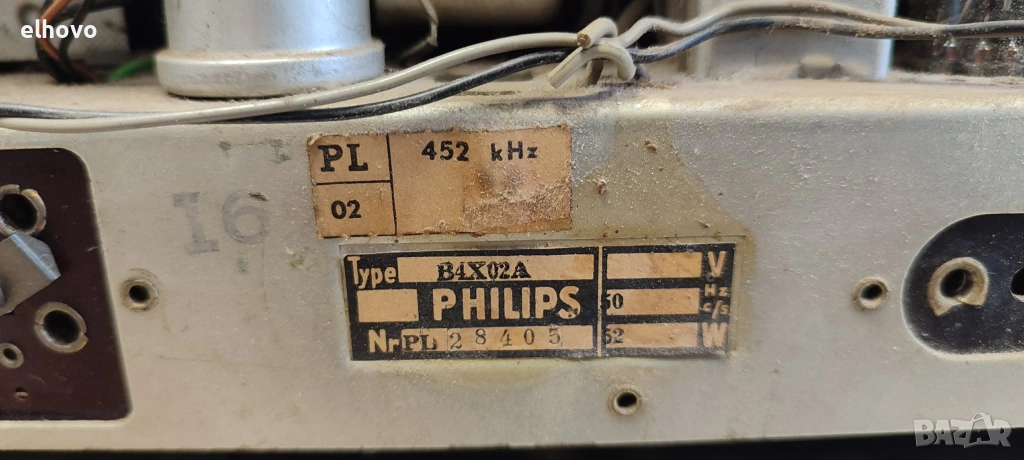 elhovo
PL 452 kHz
02
16
Type B4X02A V
PHILIPS 50 Hz c/s
Nr PL 28405 52 W
BAZAR